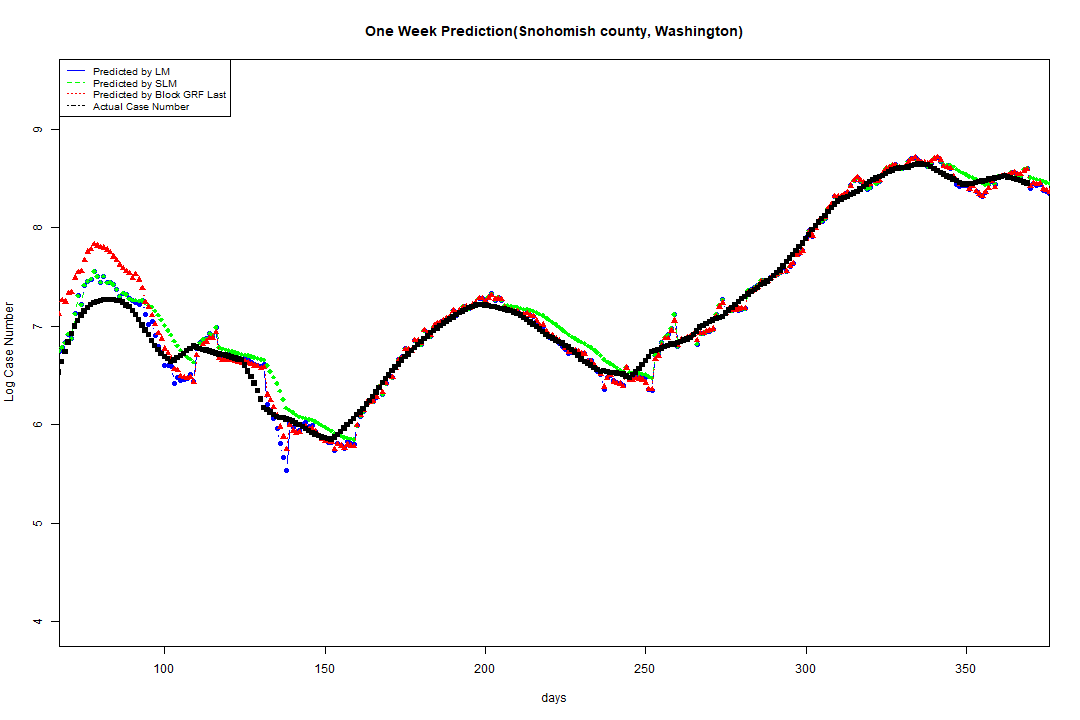 One Week Prediction(Snohomish county, Washington)
Predicted by LM
Predicted by SLM
Predicted by Block GRF Last
Actual Case Number
Log Case Number
9
8
7
6
5
4
100 150 200 250 300 350
days